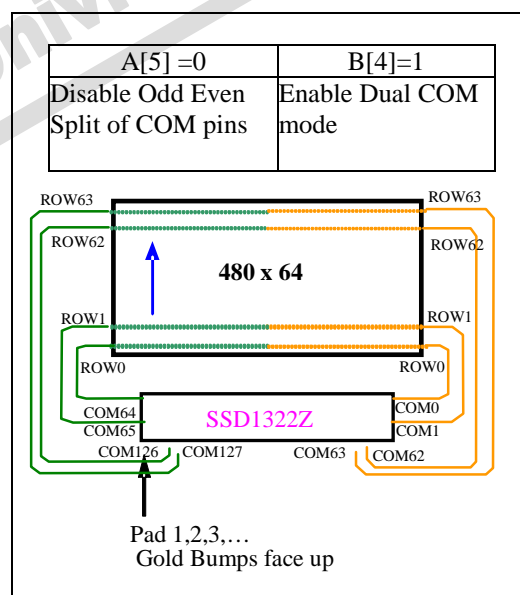 A[5] =0
B[4]=1
Disable Odd Even
Split of COM pins
Enable Dual COM
mode
ROW63
ROW63
ROW62
ROW62
480 x 64
ROW1
ROW1
ROW0
ROW0
COM64
COM0
SSD1322Z
COM65
COM1
COM126
COM127
COM63
COM62
Pad 1,2,3,…
Gold Bumps face up